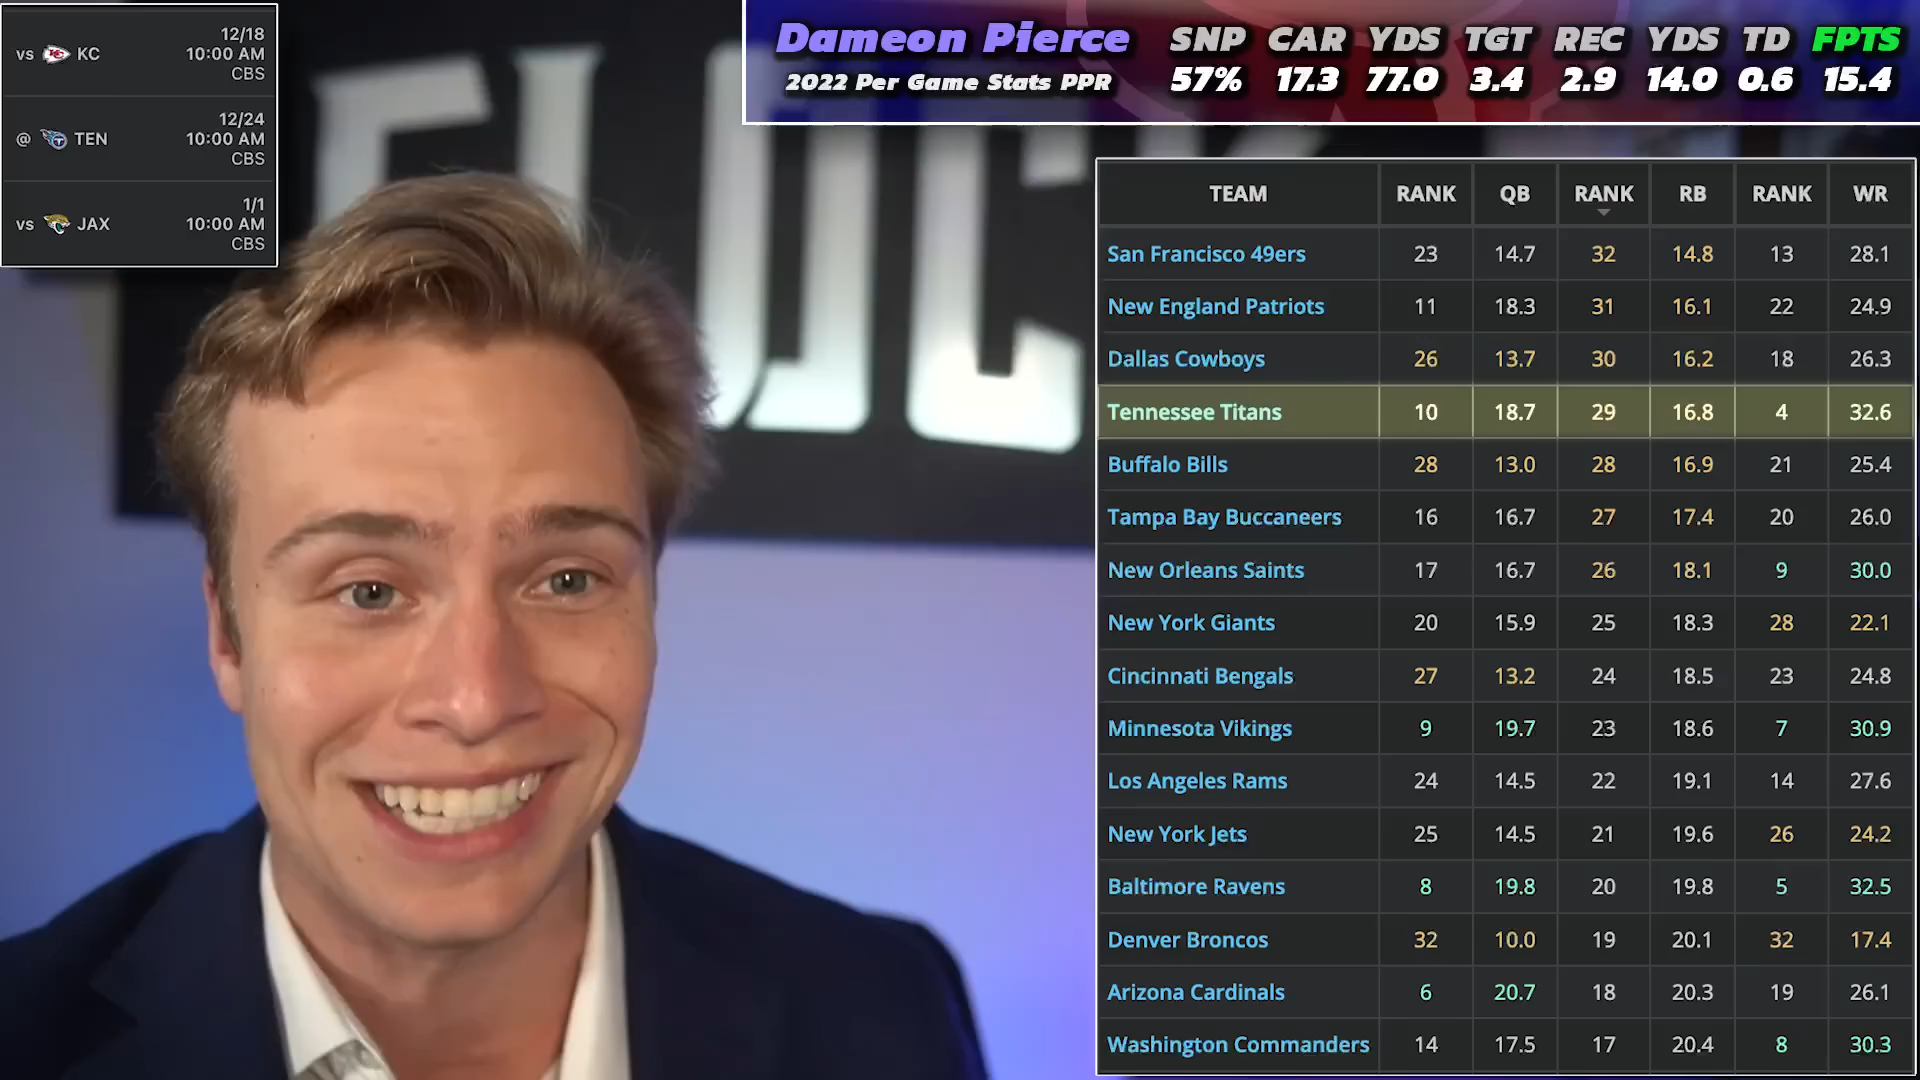 vs KC 12/18 10:00 AM CBS
@ TEN 12/24 10:00 AM CBS
vs JAX 1/1 10:00 AM CBS
Dameon Pierce SNP CAR YDS TGT REC YDS TD FPTS
2022 Per Game Stats PPR 57% 17.3 77.0 3.4 2.9 14.0 0.6 15.4
TEAM RANK QB RANK RB RANK WR
San Francisco 49ers 23 14.7 32 14.8 13 28.1
New England Patriots 11 18.3 31 16.1 22 24.9
Dallas Cowboys 26 13.7 30 16.2 18 26.3
Tennessee Titans 10 18.7 29 16.8 4 32.6
Buffalo Bills 28 13.0 28 16.9 21 25.4
Tampa Bay Buccaneers 16 16.7 27 17.4 20 26.0
New Orleans Saints 17 16.7 26 18.1 9 30.0
New York Giants 20 15.9 25 18.3 28 22.1
Cincinnati Bengals 27 13.2 24 18.5 23 24.8
Minnesota Vikings 9 19.7 23 18.6 7 30.9
Los Angeles Rams 24 14.5 22 19.1 14 27.6
New York Jets 25 14.5 21 19.6 26 24.2
Baltimore Ravens 8 19.8 20 19.8 5 32.5
Denver Broncos 32 10.0 19 20.1 32 17.4
Arizona Cardinals 6 20.7 18 20.3 19 26.1
Washington Commanders 14 17.5 17 20.4 8 30.3